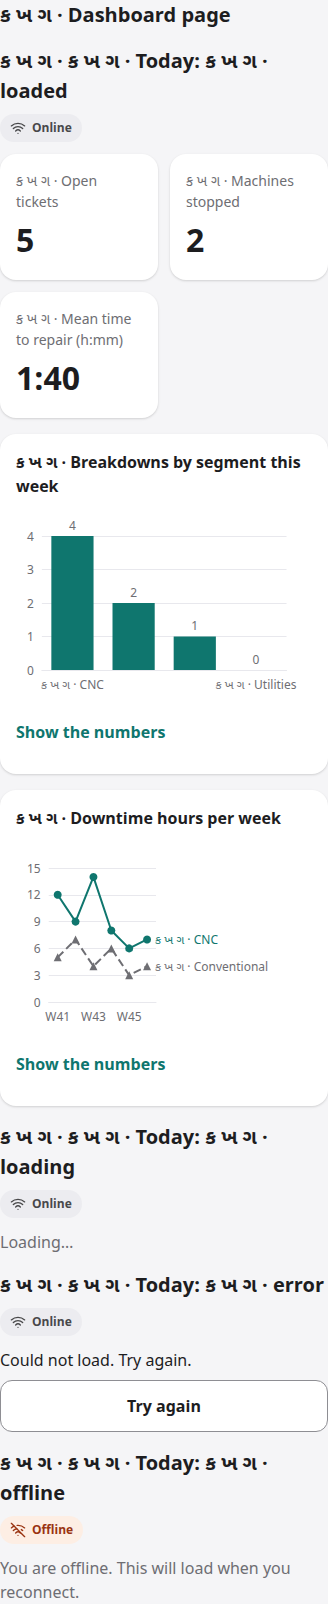 ક ખ ગ · Dashboard page
ક ખ ગ · ક ખ ગ · Today: ક ખ ગ ·
loaded
Online
ક ખ ગ · Open
tickets
5
ક ખ ગ · Machines
stopped
2
ક ખ ગ · Mean time
to repair (h:mm)
1:40
ક ખ ગ · Breakdowns by segment this
week
4
4
3
2
2
1
1
0
0
ક ખ ગ · CNC
ક ખ ગ · Utilities
Show the numbers
ક ખ ગ · Downtime hours per week
15
12
9
6
3
0
ક ખ ગ · CNC
ક ખ ગ · Conventional
W41 W43 W45
Show the numbers
ક ખ ગ · ક ખ ગ · Today: ક ખ ગ ·
loading
Online
Loading...
ક ખ ગ · ક ખ ગ · Today: ક ખ ગ · error
Online
Could not load. Try again.
Try again
ક ખ ગ · ક ખ ગ · Today: ક ખ ગ ·
offline
Offline
You are offline. This will load when you
reconnect.